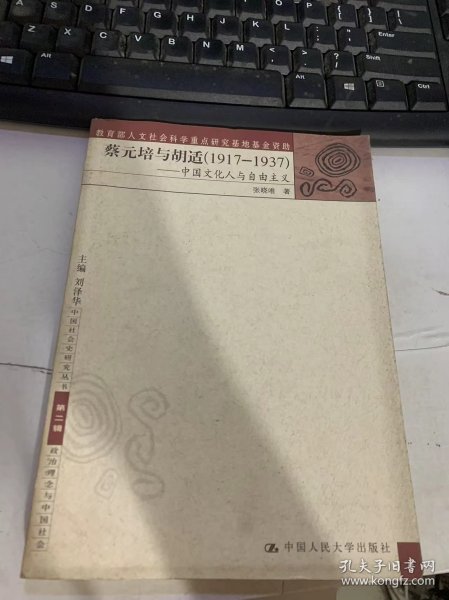 教育部人文社会科学重点研究基地基金资助
蔡元培与胡适(1917—1937)
——中国文化人与自由主义
张晓唯 著
主编 刘泽华
中国社会史研究丛书
第二辑
政治理念与中国社会
中国人民大学出版社
孔夫子旧书网
www.kongfz.com
A
S
D
F
G
H
J
K
L
Z
X
C
V
B
N
M
Enter
Shift
Alt
Ctrl